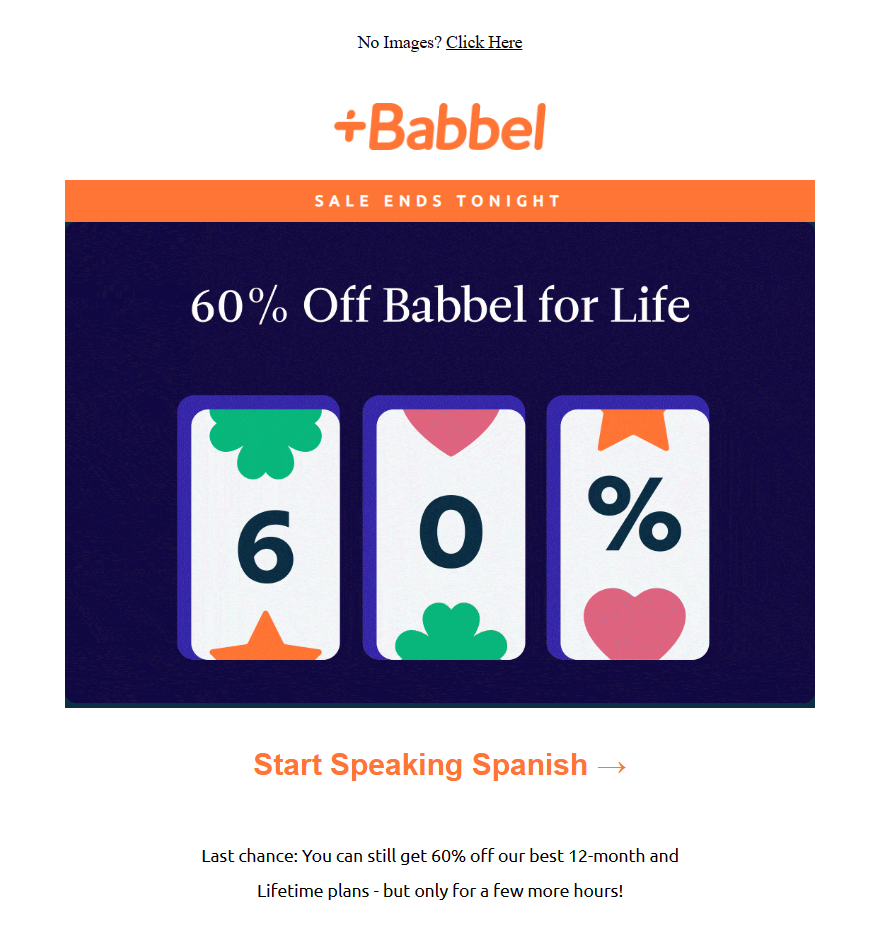 No Images? Click Here
+Babbel
SALE ENDS TONIGHT
60% Off Babbel for Life
6 0 %
Start Speaking Spanish →
Last chance: You can still get 60% off our best 12-month and
Lifetime plans - but only for a few more hours!